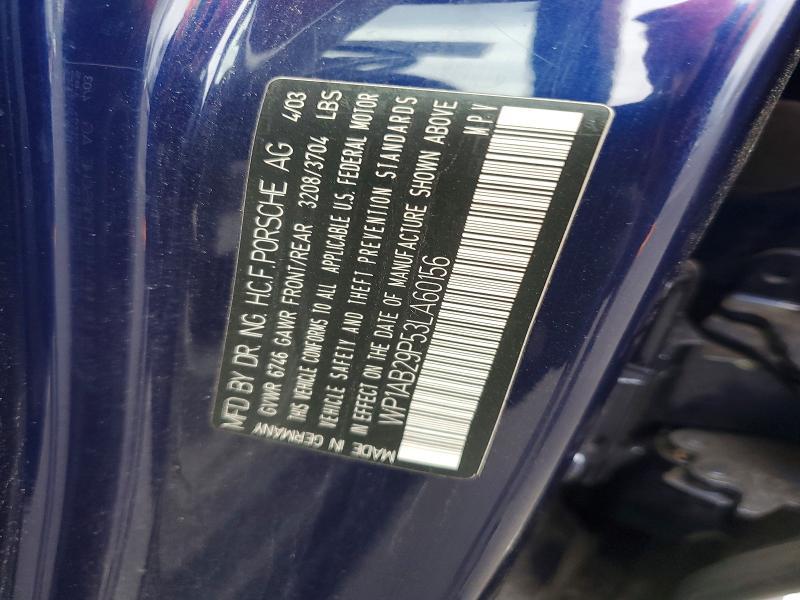 MFD BY DR. ING. H.C.F. PORSCHE AG 4/03
GVWR 6746 GAWR FRONT/REAR 3208/3704 LBS
THIS VEHICLE CONFORMS TO ALL APPLICABLE U.S. FEDERAL MOTOR
VEHICLE SAFETY AND THEFT PREVENTION STANDARDS
IN EFFECT ON THE DATE OF MANUFACTURE SHOWN ABOVE
WP1AB29P53LA60156 M.P.V
MADE IN GERMANY